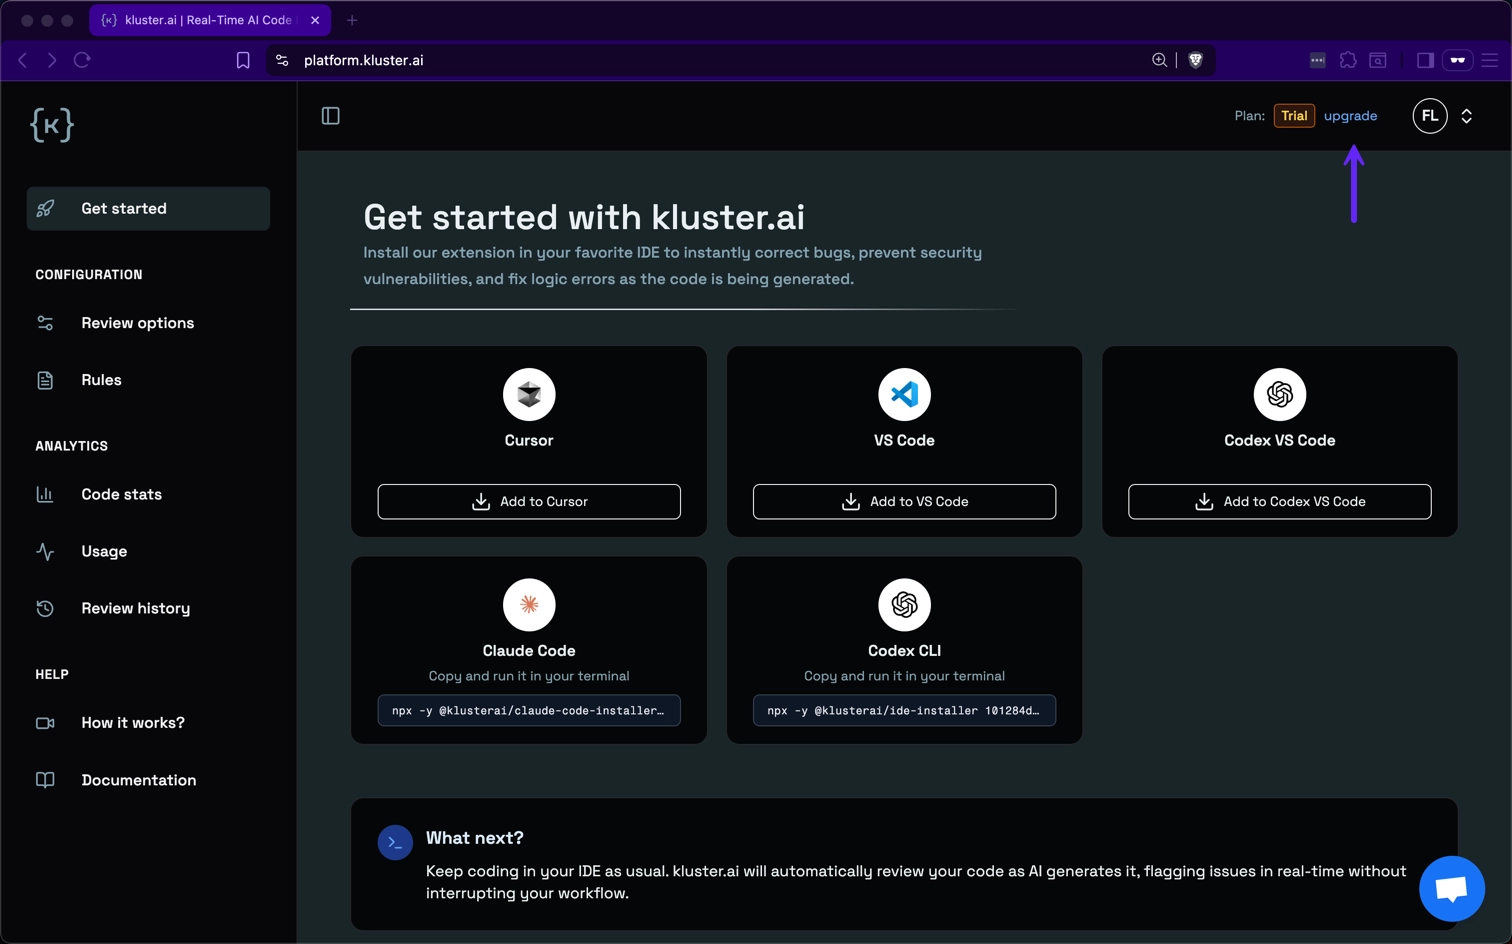 {K} kluster.ai | Real-Time AI Code
platform.kluster.ai
{K}
Plan: Trial upgrade
FL
Get started
CONFIGURATION
Review options
Rules
ANALYTICS
Code stats
Usage
Review history
HELP
How it works?
Documentation
Get started with kluster.ai
Install our extension in your favorite IDE to instantly correct bugs, prevent security
vulnerabilities, and fix logic errors as the code is being generated.
Cursor
Add to Cursor
VS Code
Add to VS Code
Codex VS Code
Add to Codex VS Code
Claude Code
Copy and run it in your terminal
npx -y @klusterai/claude-code-installer…
Codex CLI
Copy and run it in your terminal
npx -y @klusterai/ide-installer 101284d…
What next?
Keep coding in your IDE as usual. kluster.ai will automatically review your code as AI generates it, flagging issues in real-time without
interrupting your workflow.